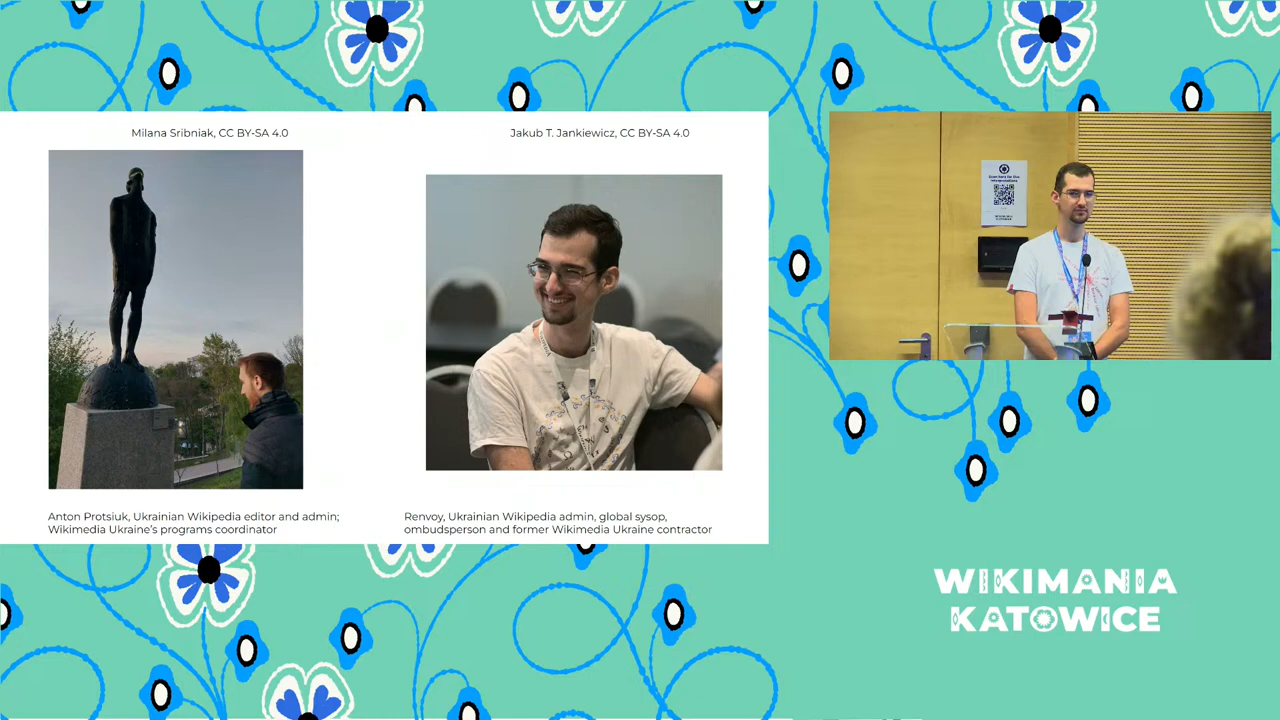 Milana Sribniak, CC BY-SA 4.0
Jakub T. Jankiewicz, CC BY-SA 4.0
Anton Protsiuk, Ukrainian Wikipedia editor and admin;
Wikimedia Ukraine's programs coordinator
Renvoy, Ukrainian Wikipedia admin, global sysop,
ombudsperson and former Wikimedia Ukraine contractor
WIKIMANIA
KATOWICE